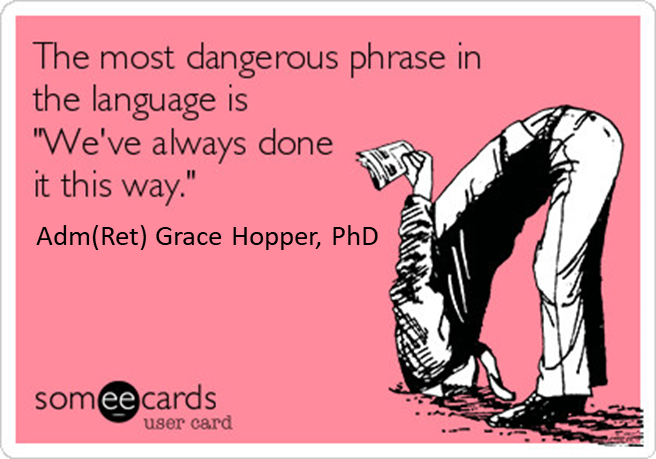 The most dangerous phrase in
the language is
"We've always done
it this way."
Adm(Ret) Grace Hopper, PhD
someecards
user card